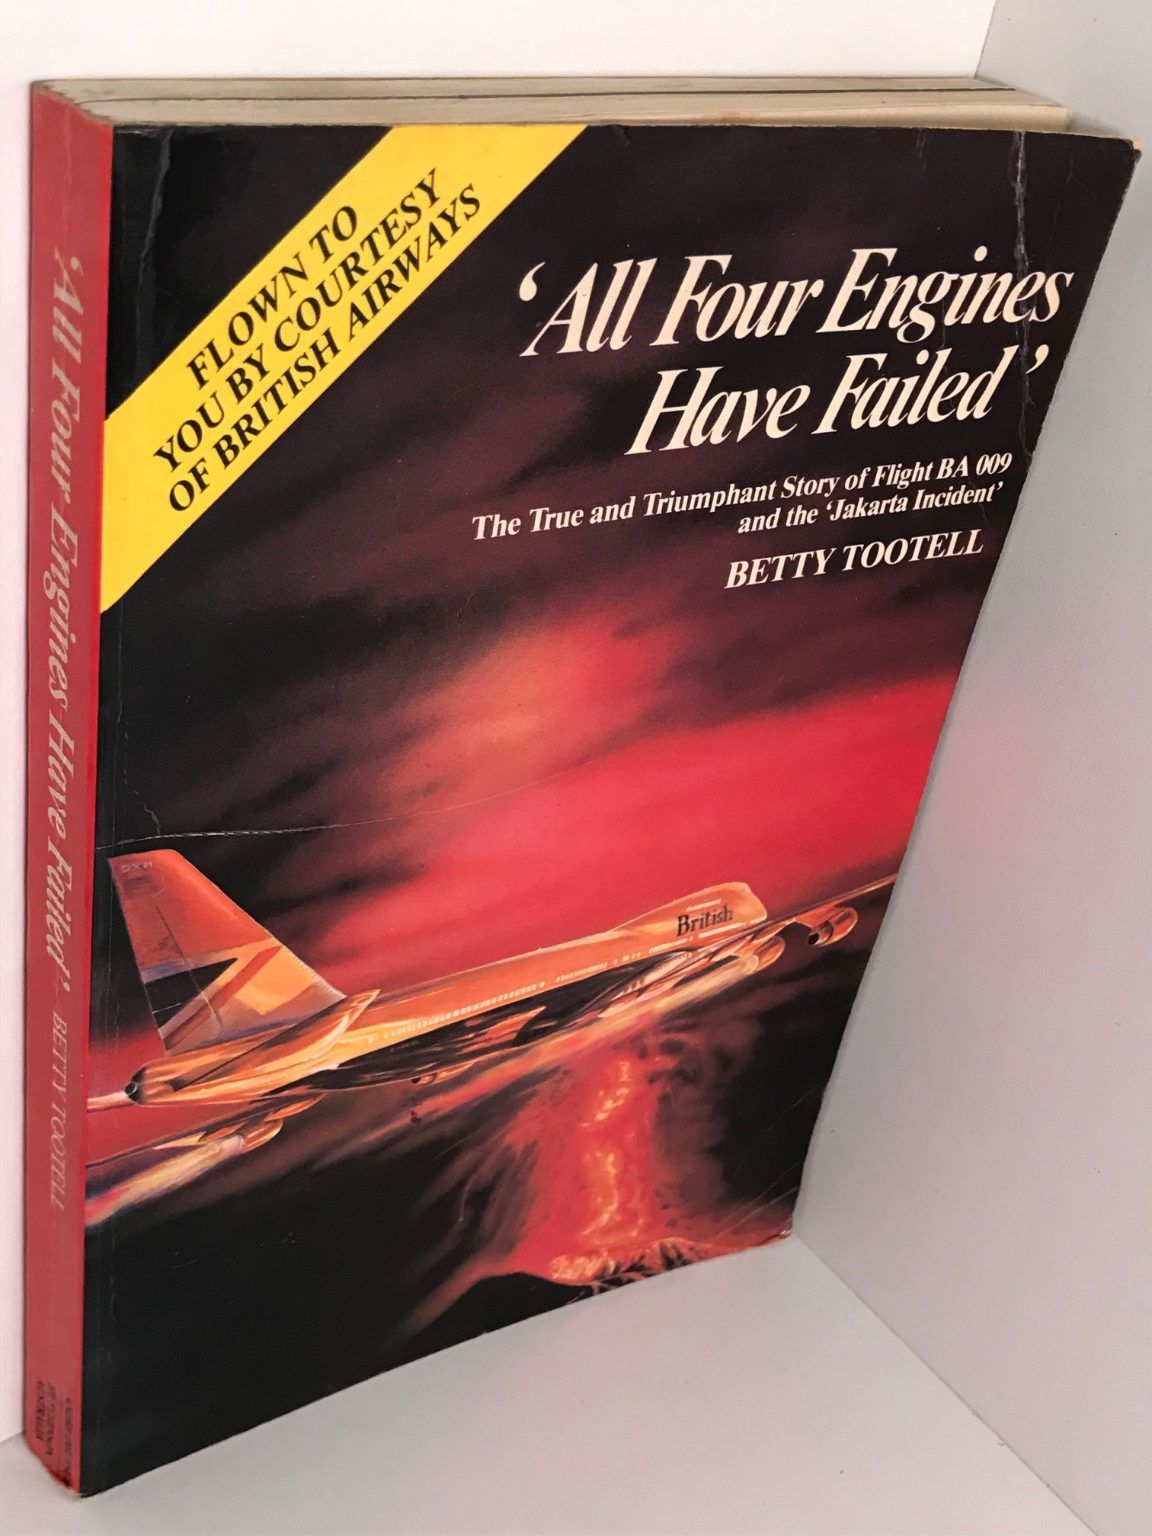 FLOWN TO
YOU BY COURTESY
OF BRITISH AIRWAYS
‘All Four Engines
Have Failed’
The True and Triumphant Story of Flight BA 009
and the ‘Jakarta Incident’
BETTY TOOTELL
British
‘All Four Engines Have Failed’ BETTY TOOTELL
AUSTRALIA